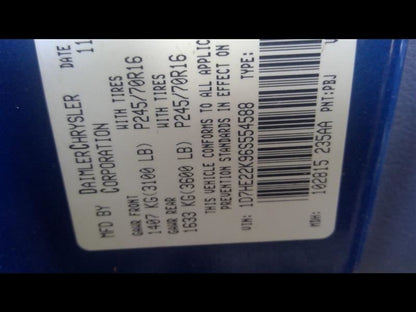 MFD BY DAIMLERCHRYSLER DATE
CORPORATION 11
GAWR FRONT WITH TIRES
1407 KG(3100 LB) P245/70R16
GAWR REAR WITH TIRES
1633 KG(3600 LB) P245/70R16
THIS VEHICLE CONFORMS TO ALL APPLIC
PREVENTION STANDARDS IN EFFECT ON
VIN: 1D7HE22K96S554588 TYPE:
MDH: 102815 235AA PNT:PBJ